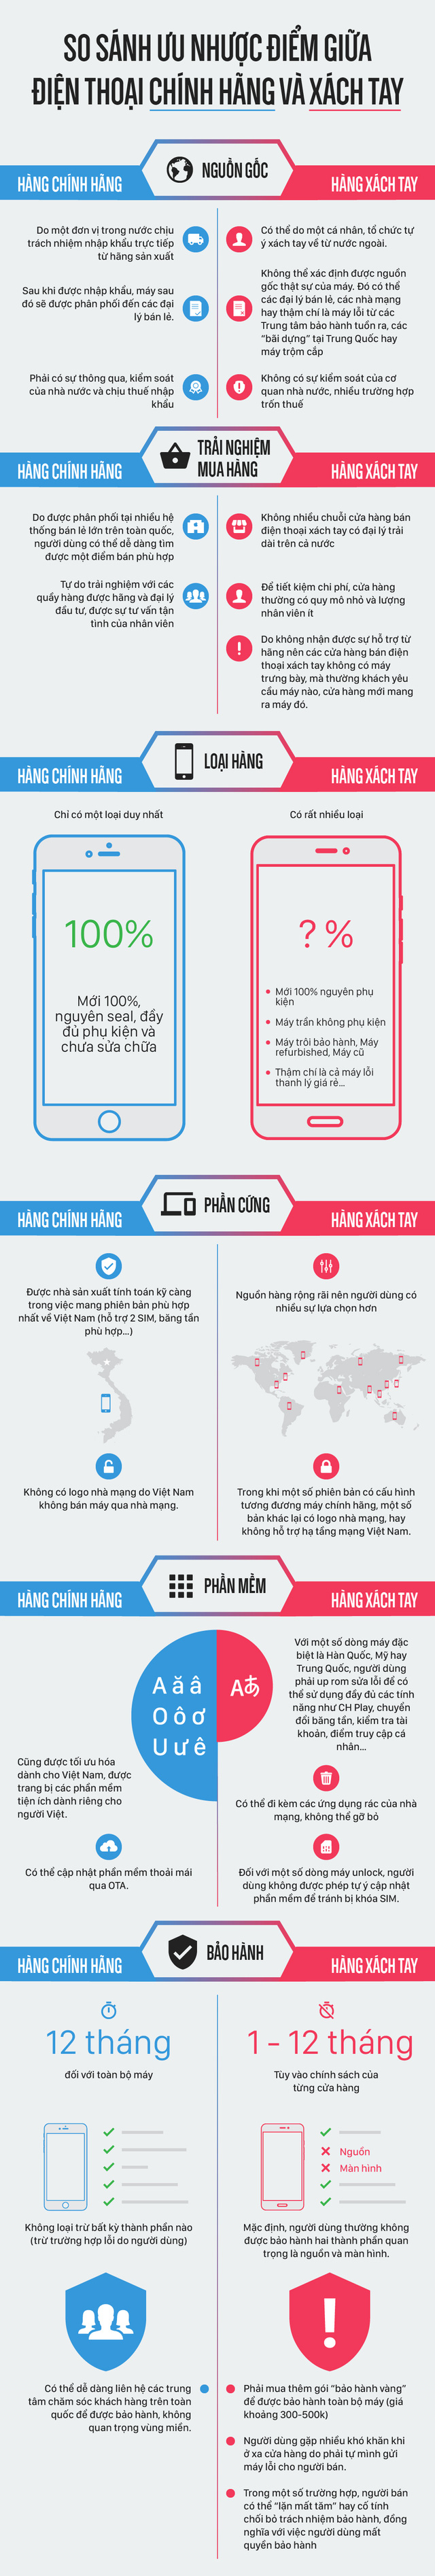 SO SÁNH ƯU NHƯỢC ĐIỂM GIỮA
ĐIỆN THOẠI CHÍNH HÃNG VÀ XÁCH TAY
NGUỒN GỐC
HÀNG CHÍNH HÃNG
HÀNG XÁCH TAY
Do một đơn vị trong nước chịu
trách nhiệm nhập khẩu trực tiếp
từ hãng sản xuất
Có thể do một cá nhân, tổ chức tự
ý xách tay về từ nước ngoài.
Sau khi được nhập khẩu, máy sau
đó sẽ được phân phối đến các đại
lý bán lẻ.
Không thể xác định được nguồn
gốc thật sự của máy. Đó có thể
các đại lý bán lẻ, các nhà mạng
hay thậm chí là máy lỗi từ các
Trung tâm bảo hành tuồn ra, các
“bãi dựng” tại Trung Quốc hay
máy trộm cắp
Phải có sự thông qua, kiểm soát
của nhà nước và chịu thuế nhập
khẩu
Không có sự kiểm soát của cơ
quan nhà nước, nhiều trường hợp
trốn thuế
TRẢI NGHIỆM
MUA HÀNG
HÀNG CHÍNH HÃNG
HÀNG XÁCH TAY
Do được phân phối tại nhiều hệ
thống bán lẻ lớn trên toàn quốc,
người dùng có thể dễ dàng tìm
được một điểm bán phù hợp
Không nhiều chuỗi cửa hàng bán
điện thoại xách tay có đại lý trải
dài trên cả nước
Tự do trải nghiệm với các
quầy hàng được hãng và đại lý
đầu tư, được sự tư vấn tận
tình của nhân viên
Để tiết kiệm chi phí, cửa hàng
thường có quy mô nhỏ và lượng
nhân viên ít
Do không nhận được sự hỗ trợ từ
hãng nên các cửa hàng bán điện
thoại xách tay không có máy
trưng bày, mà thường khách yêu
cầu máy nào, cửa hàng mới mang
ra máy đó.
LOẠI HÀNG
HÀNG CHÍNH HÃNG
HÀNG XÁCH TAY
Chỉ có một loại duy nhất
Có rất nhiều loại
100%
Mới 100%,
nguyên seal, đầy
đủ phụ kiện và
chưa sửa chữa
? %
Mới 100% nguyên phụ
kiện
Máy trần không phụ kiện
Máy trôi bảo hành, Máy
refurbished, Máy cũ
Thậm chí là cả máy lỗi
thanh lý giá rẻ...
PHẦN CỨNG
HÀNG CHÍNH HÃNG
HÀNG XÁCH TAY
Được nhà sản xuất tính toán kỹ càng
trong việc mang phiên bản phù hợp
nhất về Việt Nam (hỗ trợ 2 SIM, băng tần
phù hợp...)
Nguồn hàng rộng rãi nên người dùng có
nhiều sự lựa chọn hơn
Không có logo nhà mạng do Việt Nam
không bán máy qua nhà mạng.
Trong khi một số phiên bản có cấu hình
tương đương máy chính hãng, một số
bản khác lại có logo nhà mạng, hay
không hỗ trợ hạ tầng mạng Việt Nam.
PHẦN MỀM
HÀNG CHÍNH HÃNG
HÀNG XÁCH TAY
A ă â
O ô ơ
U ư ê
Aあ
Với một số dòng máy đặc
biệt là Hàn Quốc, Mỹ hay
Trung Quốc, người dùng
phải up rom sửa lỗi để có
thể sử dụng đầy đủ các tính
năng như CH Play, chuyển
đổi băng tần, kiểm tra tài
khoản, điểm truy cập cá
nhân...
Cũng được tối ưu hóa
dành cho Việt Nam, được
trang bị các phần mềm
tiện ích dành riêng cho
người Việt.
Có thể đi kèm các ứng dụng rác của nhà
mạng, không thể gỡ bỏ
Có thể cập nhật phần mềm thoải mái
qua OTA.
Đối với một số dòng máy unlock, người
dùng không được phép tự ý cập nhật
phần mềm để tránh bị khóa SIM.
BẢO HÀNH
HÀNG CHÍNH HÃNG
HÀNG XÁCH TAY
12 tháng
đối với toàn bộ máy
1 - 12 tháng
Tùy vào chính sách của
từng cửa hàng
Nguồn
Màn hình
Không loại trừ bất kỳ thành phần nào
(trừ trường hợp lỗi do người dùng)
Mặc định, người dùng thường không
được bảo hành hai thành phần quan
trọng là nguồn và màn hình.
Có thể dễ dàng liên hệ các trung
tâm chăm sóc khách hàng trên toàn
quốc để được bảo hành, không
quan trọng vùng miền.
Phải mua thêm gói “bảo hành vàng”
để được bảo hành toàn bộ máy (giá
khoảng 300-500k)
Người dùng gặp nhiều khó khăn khi
ở xa cửa hàng do phải tự mình gửi
máy lỗi cho người bán.
Trong một số trường hợp, người bán
có thể “lặn mất tăm” hay cố tình
chối bỏ trách nhiệm bảo hành, đồng
nghĩa với việc người dùng mất
quyền bảo hành